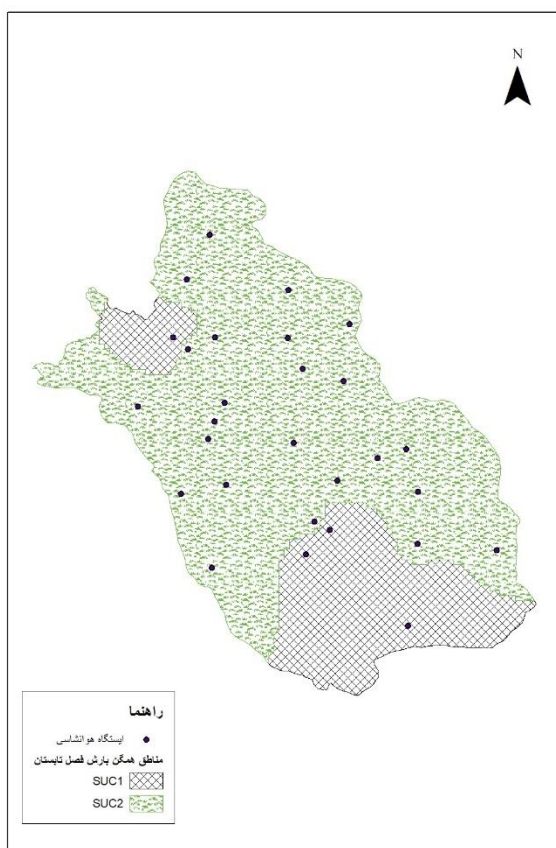 N
راهنما
ایستگاه هواشناسی
مناطق همگن بارش فصل تابستان
SUC1
SUC2